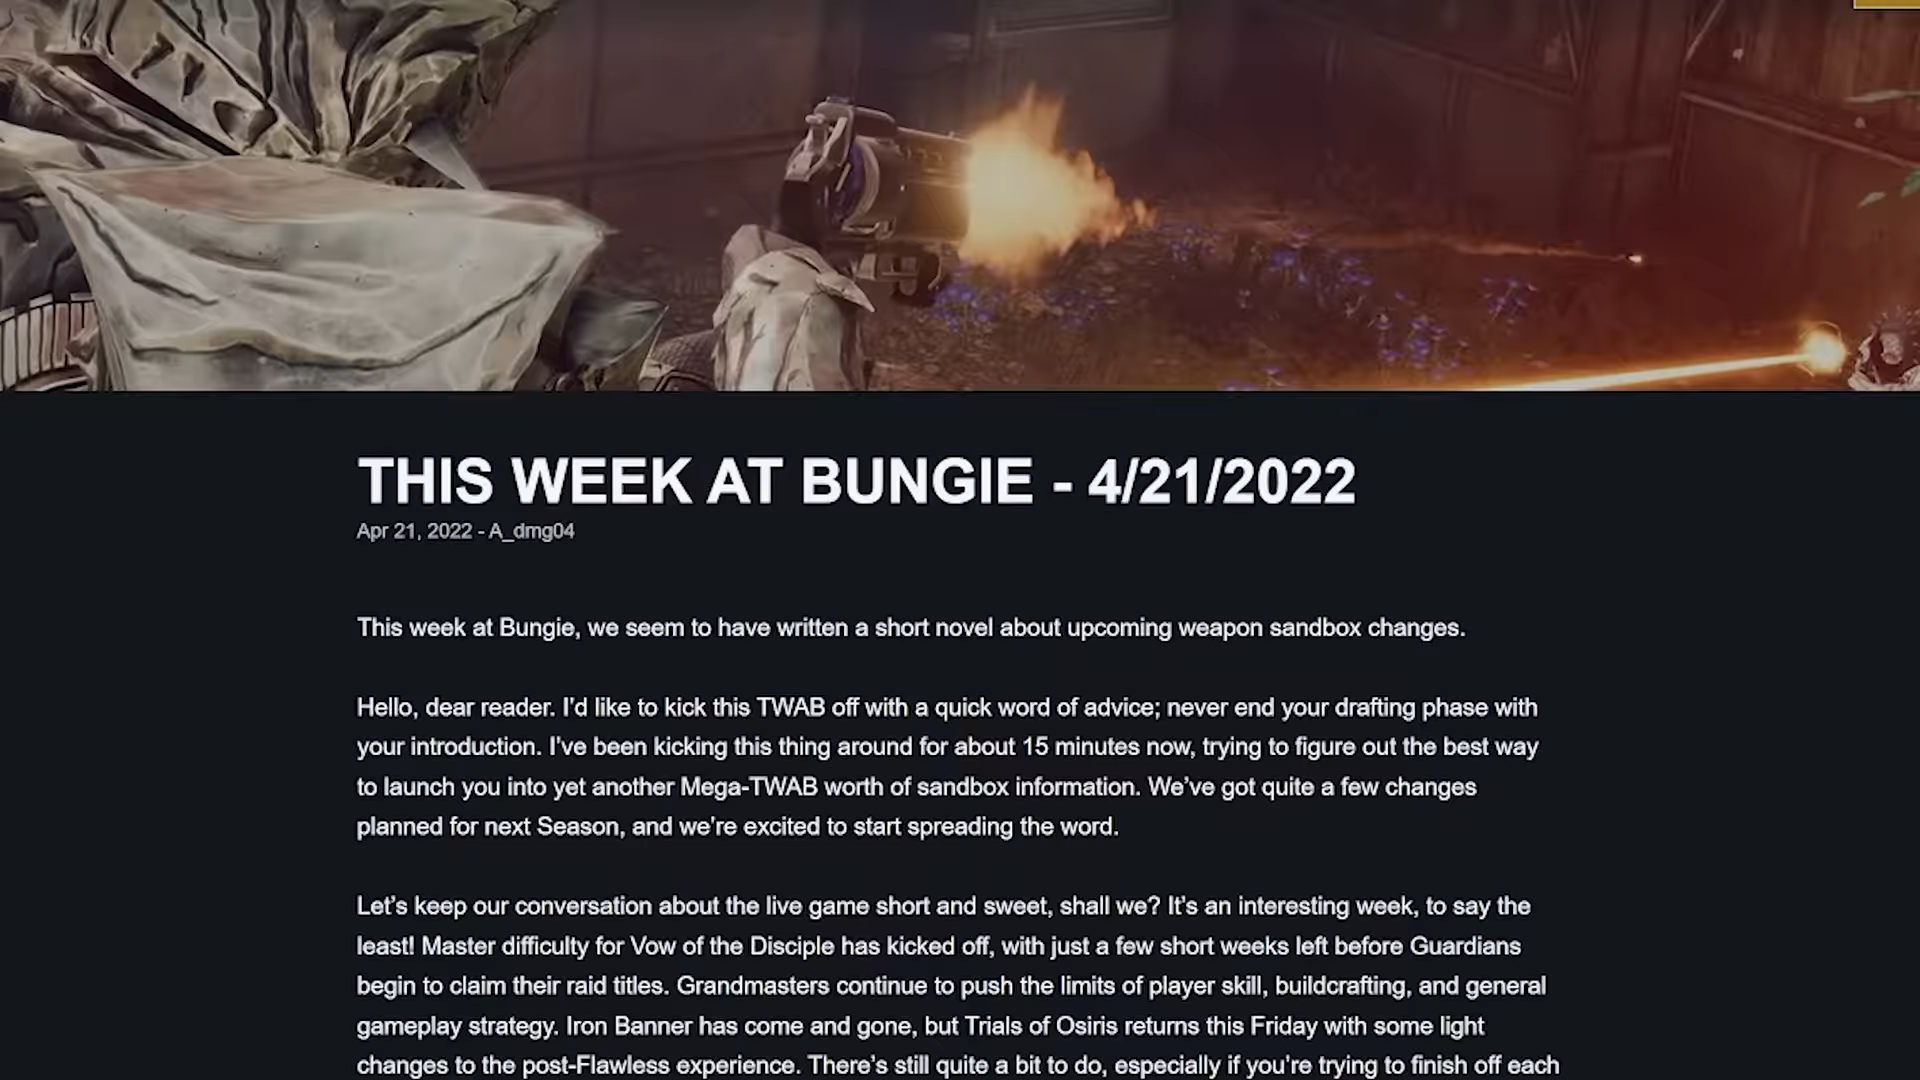 THIS WEEK AT BUNGIE - 4/21/2022
Apr 21, 2022 - A_dmg04
This week at Bungie, we seem to have written a short novel about upcoming weapon sandbox changes.
Hello, dear reader. I’d like to kick this TWAB off with a quick word of advice; never end your drafting phase with
your introduction. I’ve been kicking this thing around for about 15 minutes now, trying to figure out the best way
to launch you into yet another Mega-TWAB worth of sandbox information. We’ve got quite a few changes
planned for next Season, and we’re excited to start spreading the word.
Let’s keep our conversation about the live game short and sweet, shall we? It’s an interesting week, to say the
least! Master difficulty for Vow of the Disciple has kicked off, with just a few short weeks left before Guardians
begin to claim their raid titles. Grandmasters continue to push the limits of player skill, buildcrafting, and general
gameplay strategy. Iron Banner has come and gone, but Trials of Osiris returns this Friday with some light
changes to the post-Flawless experience. There’s still quite a bit to do, especially if you’re trying to finish off each